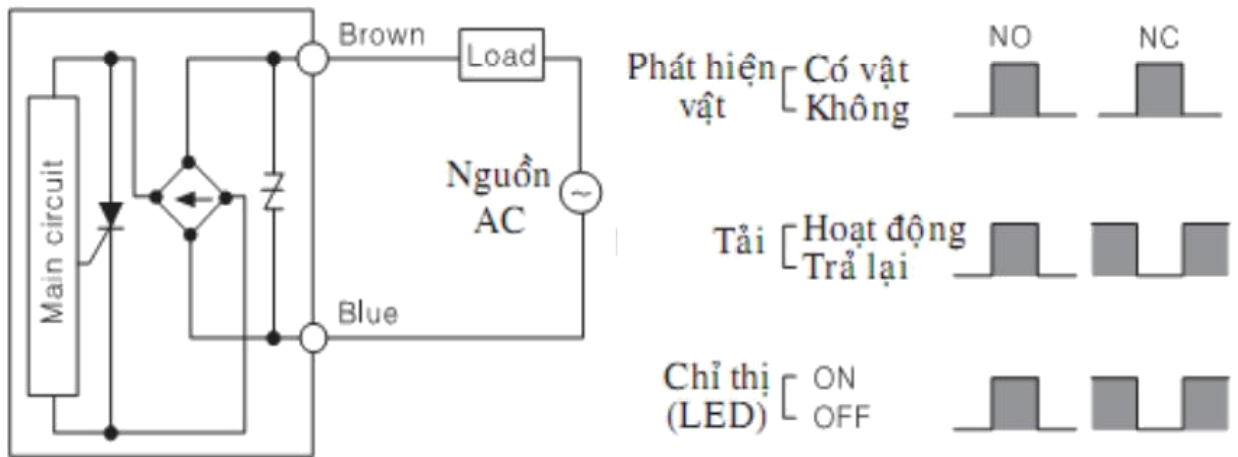 Main circuit
Brown
Load
Nguồn
AC
~
Blue
NO NC
Phát hiện
vật
Có vật
Không
Tải
Hoạt động
Trả lại
Chỉ thị
(LED)
ON
OFF